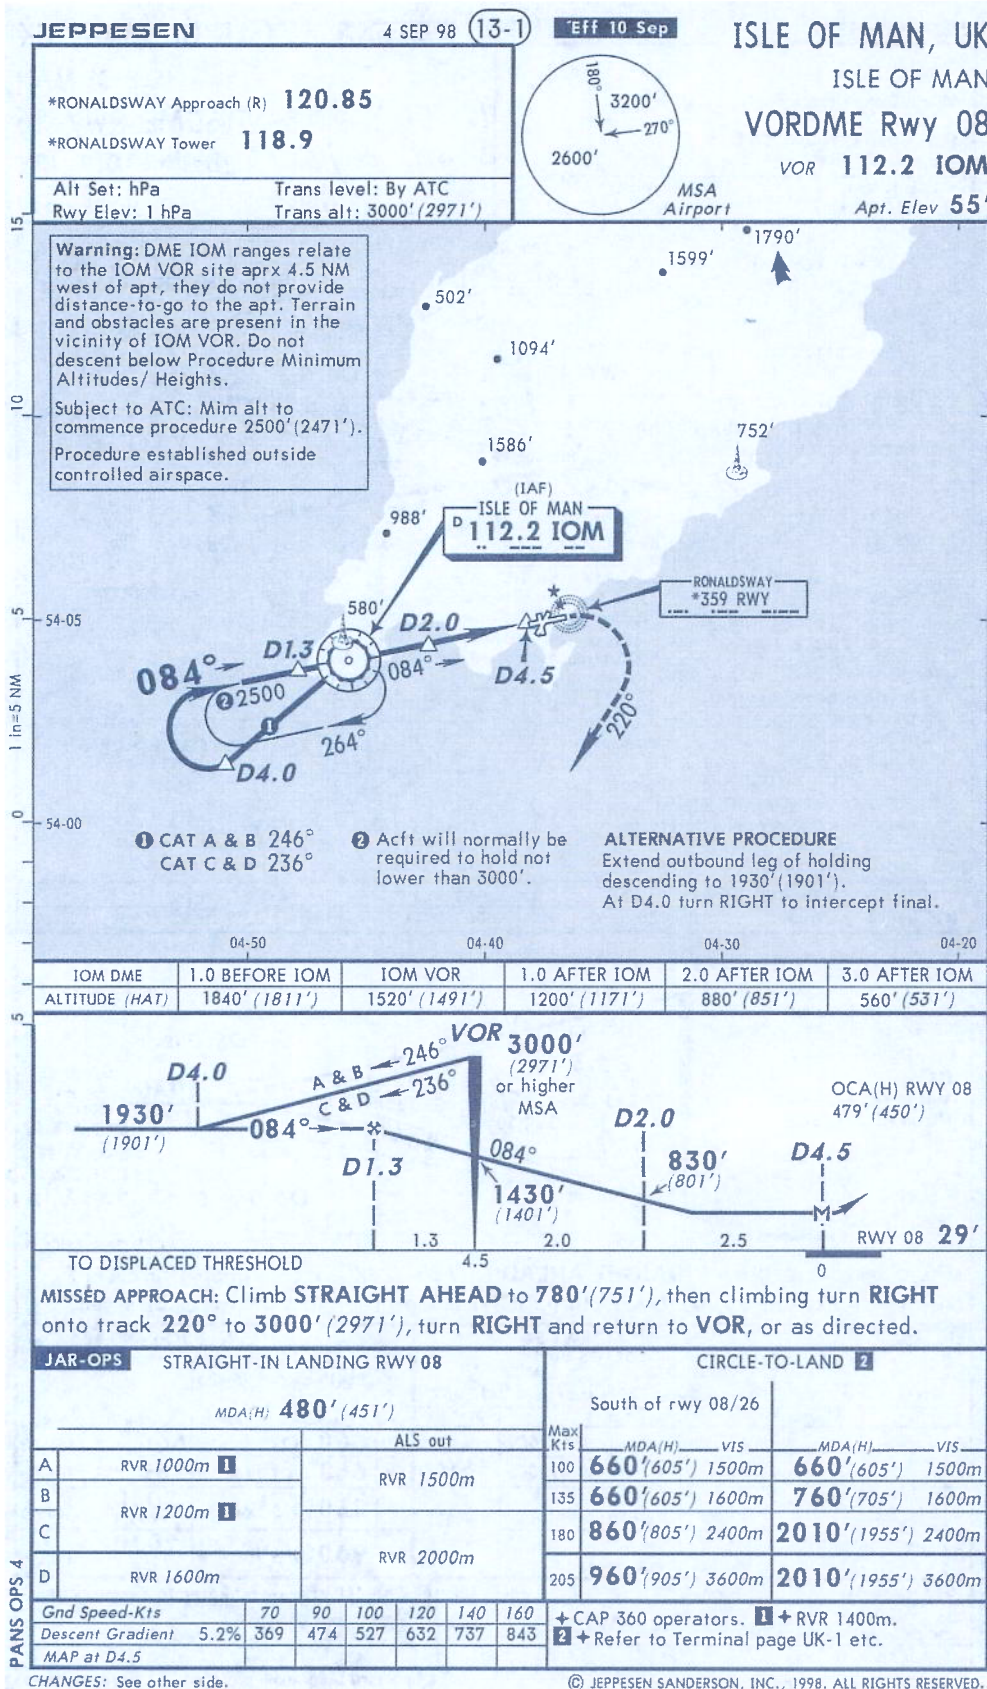 JEPPESEN
4 SEP 98
13-1
Eff 10 Sep
ISLE OF MAN, UK
ISLE OF MAN
VORDME Rwy 08
VOR 112.2 IOM
Apt. Elev 55'
*RONALDSWAY Approach (R) 120.85
*RONALDSWAY Tower 118.9
Alt Set: hPa Trans level: By ATC
Rwy Elev: 1 hPa Trans alt: 3000' (2971')
180°
3200'
270°
2600'
MSA
Airport
Warning: DME IOM ranges relate
to the IOM VOR site aprx 4.5 NM
west of apt, they do not provide
distance-to-go to the apt. Terrain
and obstacles are present in the
vicinity of IOM VOR. Do not
descent below Procedure Minimum
Altitudes/ Heights.
Subject to ATC: Mim alt to
commence procedure 2500'(2471').
Procedure established outside
controlled airspace.
15
10
5
1 in=5 NM
0
5
1790'
1599'
502'
1094'
1586'
752'
988'
580'
(IAF)
ISLE OF MAN
D 112.2 IOM
RONALDSWAY
*359 RWY
54-05
084°
D1.3
D2.0
084°
D4.5
2 2500
1
264°
D4.0
220°
54-00
1 CAT A & B 246°
CAT C & D 236°
2 Acft will normally be
required to hold not
lower than 3000'.
ALTERNATIVE PROCEDURE
Extend outbound leg of holding
descending to 1930'(1901').
At D4.0 turn RIGHT to intercept final.
04-50 04-40 04-30 04-20
IOM DME 1.0 BEFORE IOM IOM VOR 1.0 AFTER IOM 2.0 AFTER IOM 3.0 AFTER IOM
ALTITUDE (HAT) 1840' (1811') 1520' (1491') 1200' (1171') 880' (851') 560' (531')
VOR
3000'
(2971')
or higher
MSA
D4.0
A & B 246°
C & D 236°
1930'
(1901')
084°
D1.3
084°
1430'
(1401')
D2.0
830'
(801')
D4.5
OCA(H) RWY 08
479' (450')
M
RWY 08 29'
1.3 2.0 2.5
TO DISPLACED THRESHOLD 4.5 0
MISSED APPROACH: Climb STRAIGHT AHEAD to 780'(751'), then climbing turn RIGHT
onto track 220° to 3000' (2971'), turn RIGHT and return to VOR, or as directed.
JAR-OPS STRAIGHT-IN LANDING RWY 08
CIRCLE-TO-LAND 2
MDA(H) 480' (451')
South of rwy 08/26
ALS out
Max
Kts MDA(H) VIS MDA(H) VIS
A RVR 1000m 1
B
C
RVR 1200m 1
D RVR 1600m
RVR 1500m
RVR 2000m
100 660'(605') 1500m 660'(605') 1500m
135 660'(605') 1600m 760'(705') 1600m
180 860'(805') 2400m 2010'(1955') 2400m
205 960'(905') 3600m 2010'(1955') 3600m
Gnd Speed-Kts 70 90 100 120 140 160
Descent Gradient 5.2% 369 474 527 632 737 843
MAP at D4.5
+ CAP 360 operators. 1 + RVR 1400m.
2 + Refer to Terminal page UK-1 etc.
PANS OPS 4
CHANGES: See other side.
© JEPPESEN SANDERSON, INC., 1998. ALL RIGHTS RESERVED.